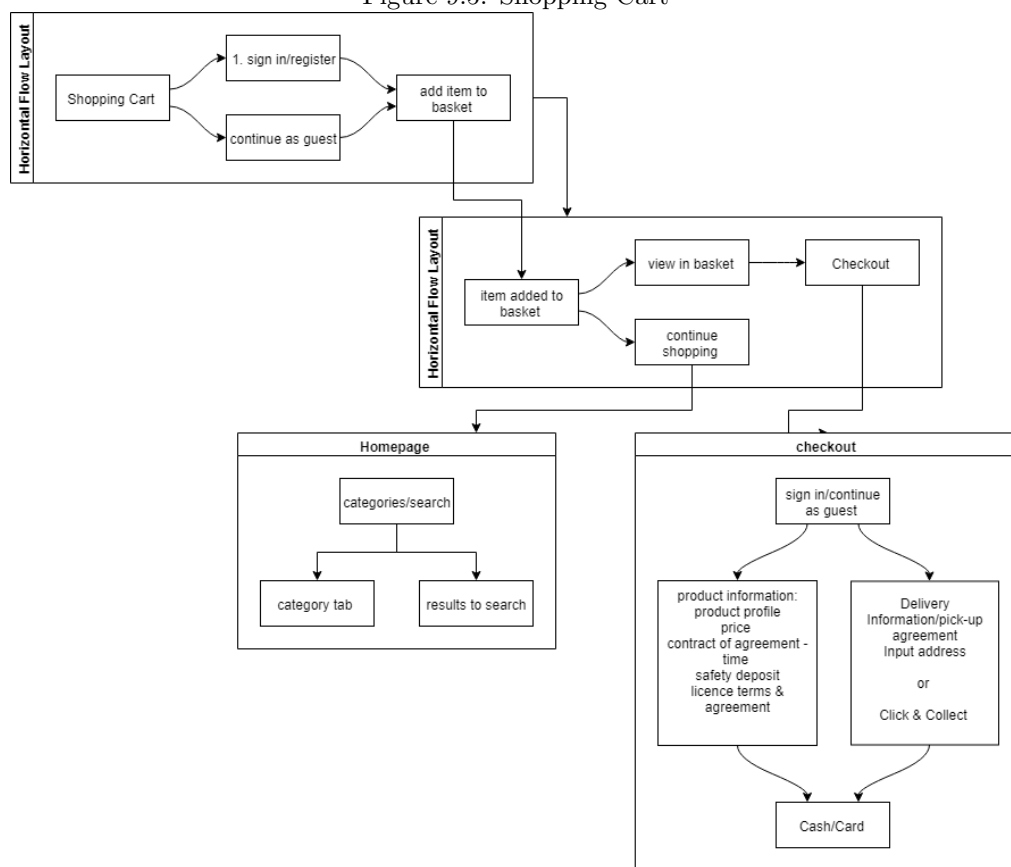 Figure 9.3: Shopping Cart
Horizontal Flow Layout
Shopping Cart
1. sign in/register
continue as guest
add item to
basket
Horizontal Flow Layout
item added to
basket
view in basket
continue
shopping
Checkout
Homepage
categories/search
category tab
results to search
checkout
sign in/continue
as guest
product information:
product profile
price
contract of agreement -
time
safety deposit
licence terms &
agreement
Delivery
Information/pick-up
agreement
Input address
or
Click & Collect
Cash/Card